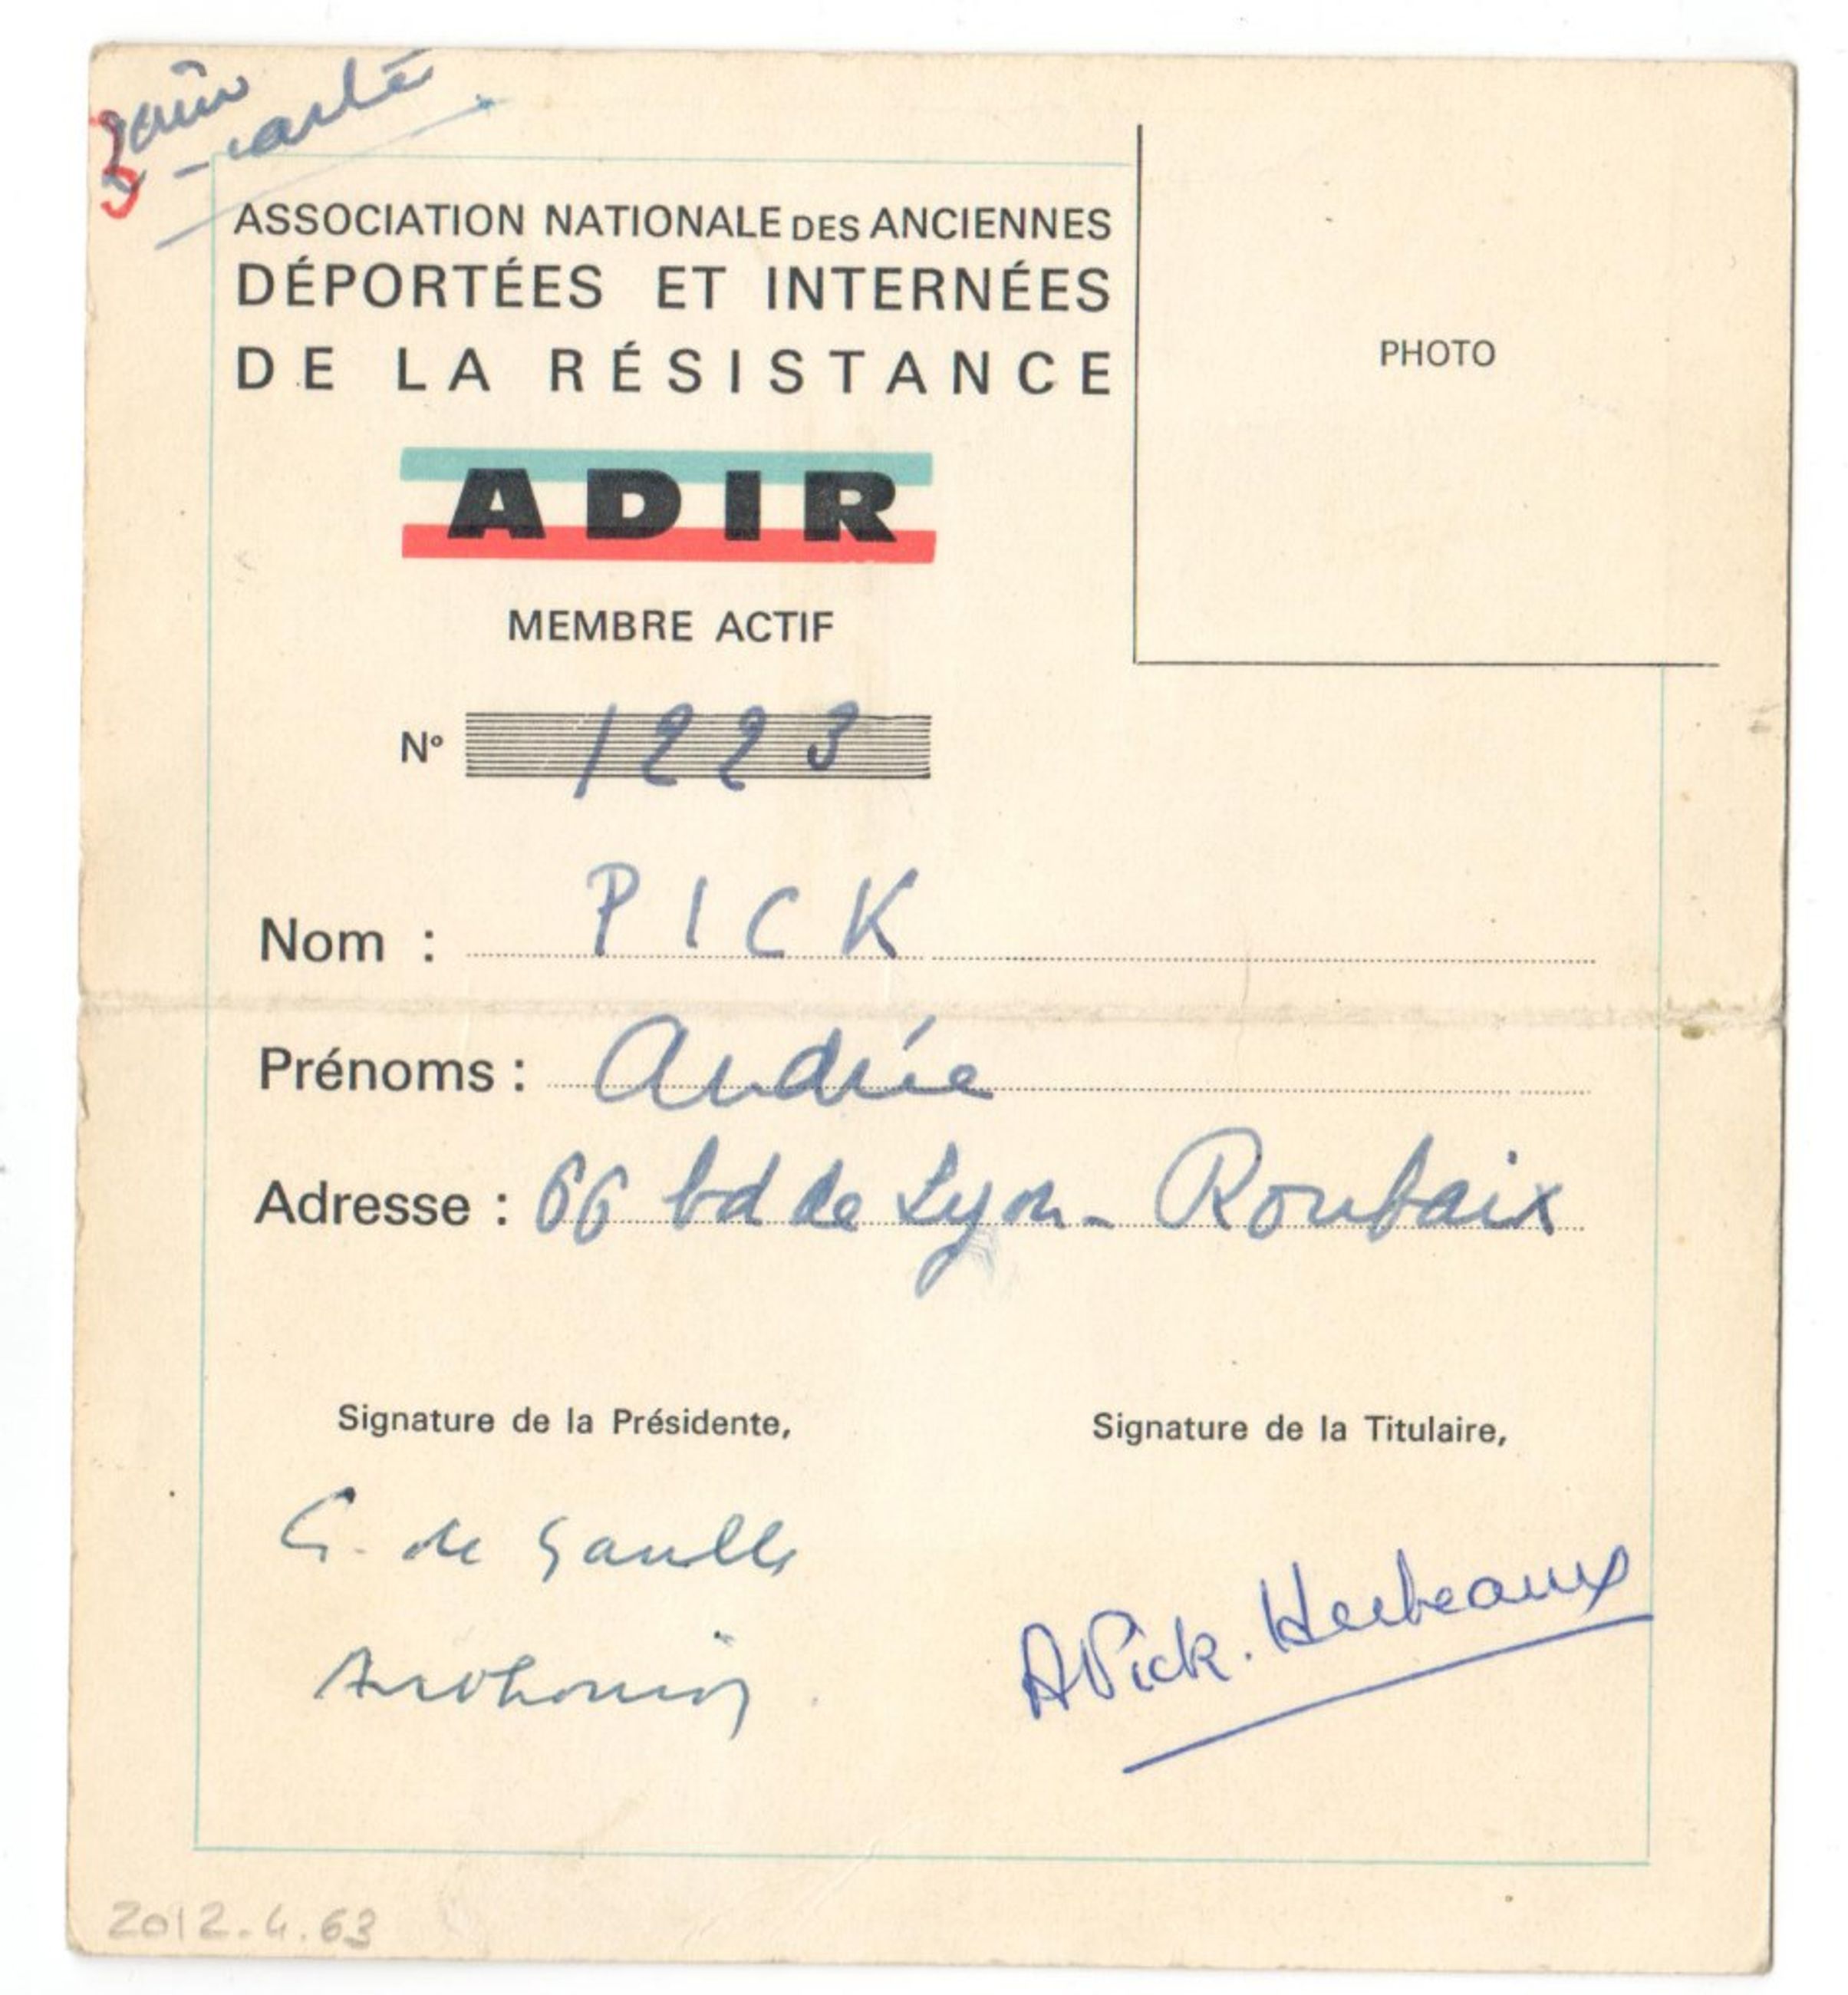 carte
ASSOCIATION NATIONALE DES ANCIENNES
DÉPORTÉES ET INTERNÉES
DE LA RÉSISTANCE
PHOTO
ADIR
MEMBRE ACTIF
N° 1223
Nom : PICK
Prénoms : Andrée
Adresse : 66 bd de Lyon - Roubaix
Signature de la Présidente,
Signature de la Titulaire,
G. de Gaulle
Anthonioz
A Pick. Herbeaux
2012.4.63